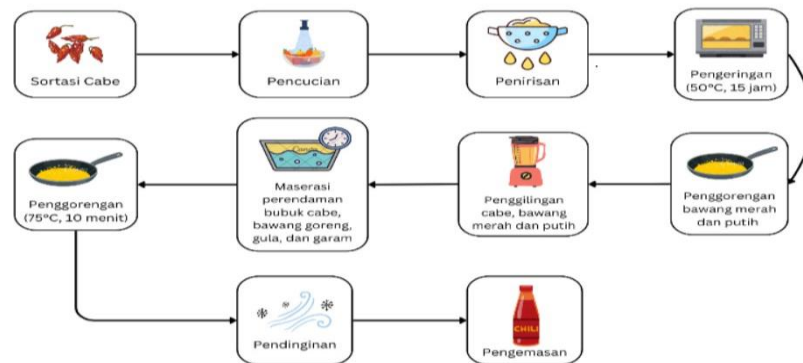 Sortasi Cabe
Pencucian
Penirisan
Pengeringan
(50°C, 15 jam)
Penggorengan
bawang merah
dan putih
Penggilingan
cabe, bawang
merah dan putih
Maserasi
perendaman
bubuk cabe,
bawang goreng,
gula, dan garam
Penggorengan
(75°C, 10 menit)
Pendinginan
CHILI
Pengemasan